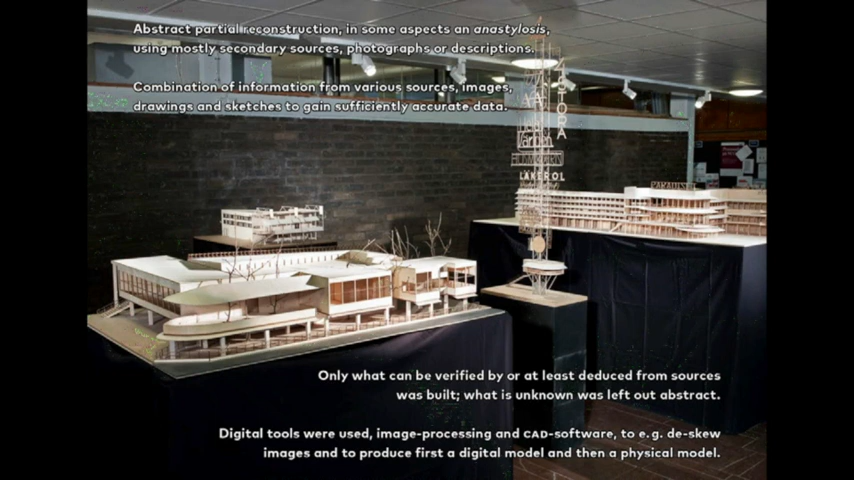 Abstract partial reconstruction, in some aspects an anastylosis,
using mostly secondary sources, photographs or descriptions.
Combination of information from various sources, images,
drawings and sketches to gain sufficiently accurate data.
LÄKEROL
Only what can be verified by or at least deduced from sources
was built; what is unknown was left out abstract.
Digital tools were used, image-processing and CAD-software, to e.g. de-skew
images and to produce first a digital model and then a physical model.